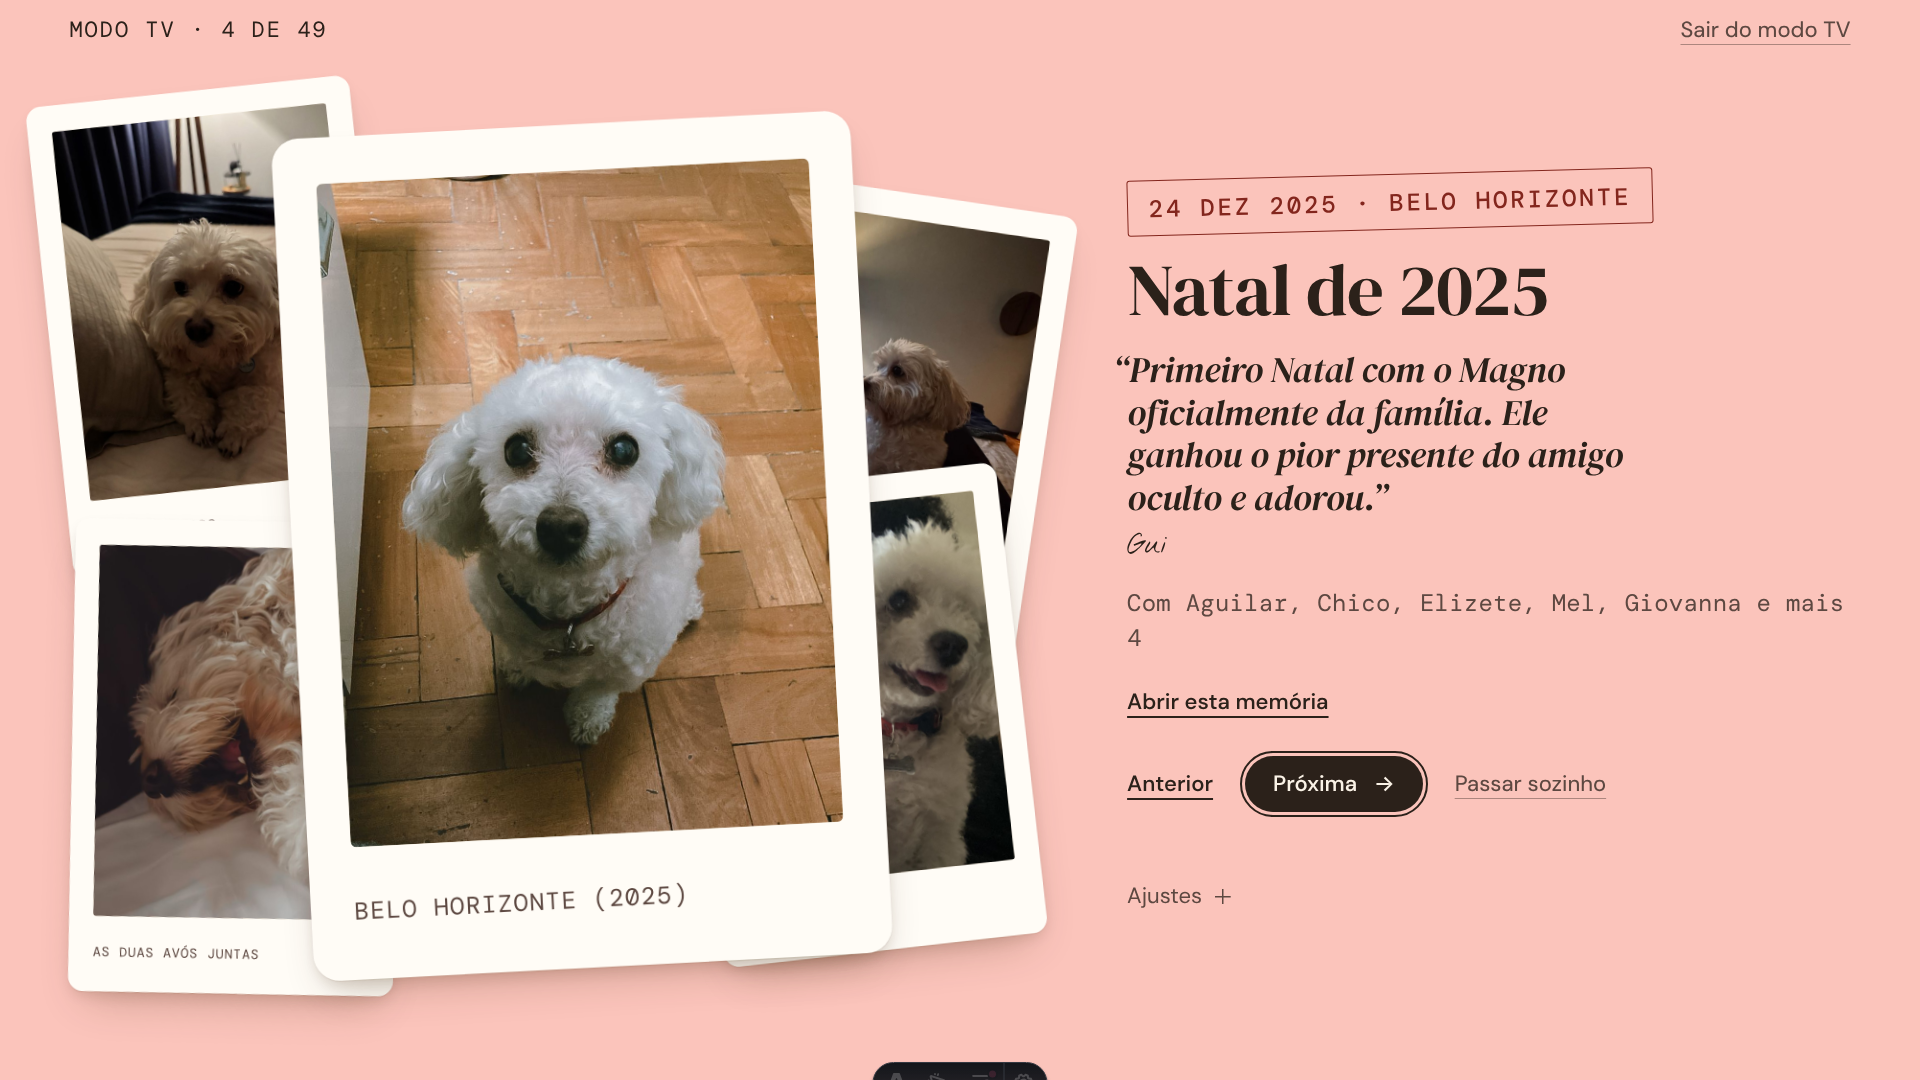 MODO TV · 4 DE 49
Sair do modo TV
24 DEZ 2025 · BELO HORIZONTE
Natal de 2025
“Primeiro Natal com o Magno
oficialmente da família. Ele
ganhou o pior presente do amigo
oculto e adorou.”
Gui
Com Aguilar, Chico, Elizete, Mel, Giovanna e mais
4
Abrir esta memória
Anterior
Próxima →
Passar sozinho
Ajustes +
BELO HORIZONTE (2025)
AS DUAS AVÓS JUNTAS